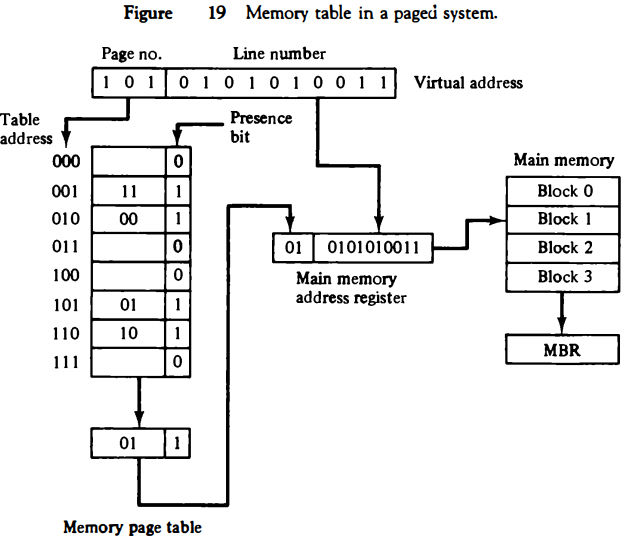 Figure 19 Memory table in a paged system.
Page no. Line number
1 0 1 0 1 0 1 0 1 0 0 1 1 Virtual address
Table
address
Presence
bit
000 0
001 11 1
010 00 1
011 0
100 0
101 01 1
110 10 1
111 0
01 1
Memory page table
01 0101010011
Main memory
address register
Main memory
Block 0
Block 1
Block 2
Block 3
MBR